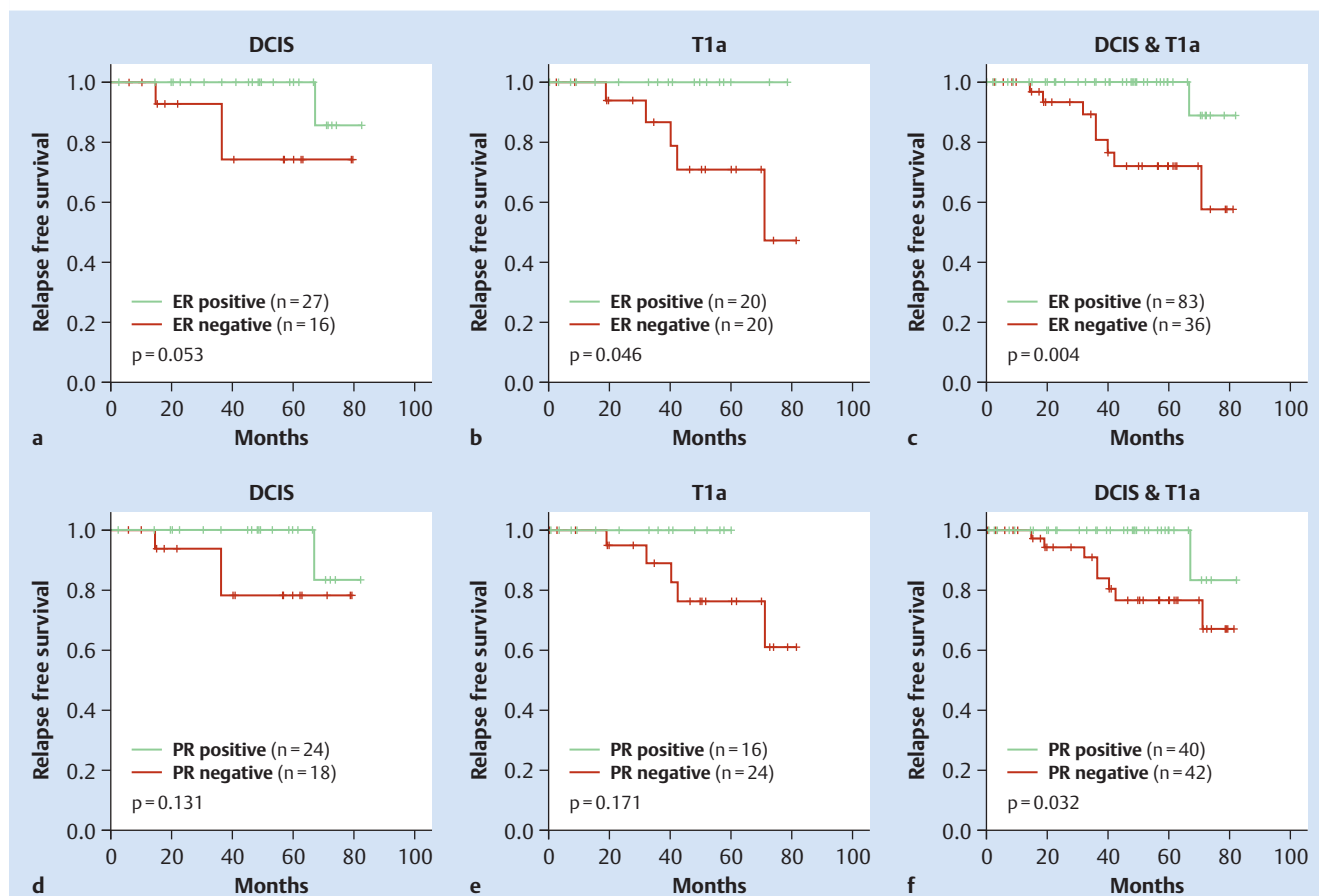 DCIS
1.0
0.8
0.6
0.4
0.2
0.0
Relapse free survival
ER positive (n = 27)
ER negative (n = 16)
p = 0.053
0 20 40 60 80 100
Months
a
T1a
1.0
0.8
0.6
0.4
0.2
0.0
Relapse free survival
ER positive (n = 20)
ER negative (n = 20)
p = 0.046
0 20 40 60 80 100
Months
b
DCIS & T1a
1.0
0.8
0.6
0.4
0.2
0.0
Relapse free survival
ER positive (n = 83)
ER negative (n = 36)
p = 0.004
0 20 40 60 80 100
Months
c
DCIS
1.0
0.8
0.6
0.4
0.2
0.0
Relapse free survival
PR positive (n = 24)
PR negative (n = 18)
p = 0.131
0 20 40 60 80 100
Months
d
T1a
1.0
0.8
0.6
0.4
0.2
0.0
Relapse free survival
PR positive (n = 16)
PR negative (n = 24)
p = 0.171
0 20 40 60 80 100
Months
e
DCIS & T1a
1.0
0.8
0.6
0.4
0.2
0.0
Relapse free survival
PR positive (n = 40)
PR negative (n = 42)
p = 0.032
0 20 40 60 80 100
Months
f